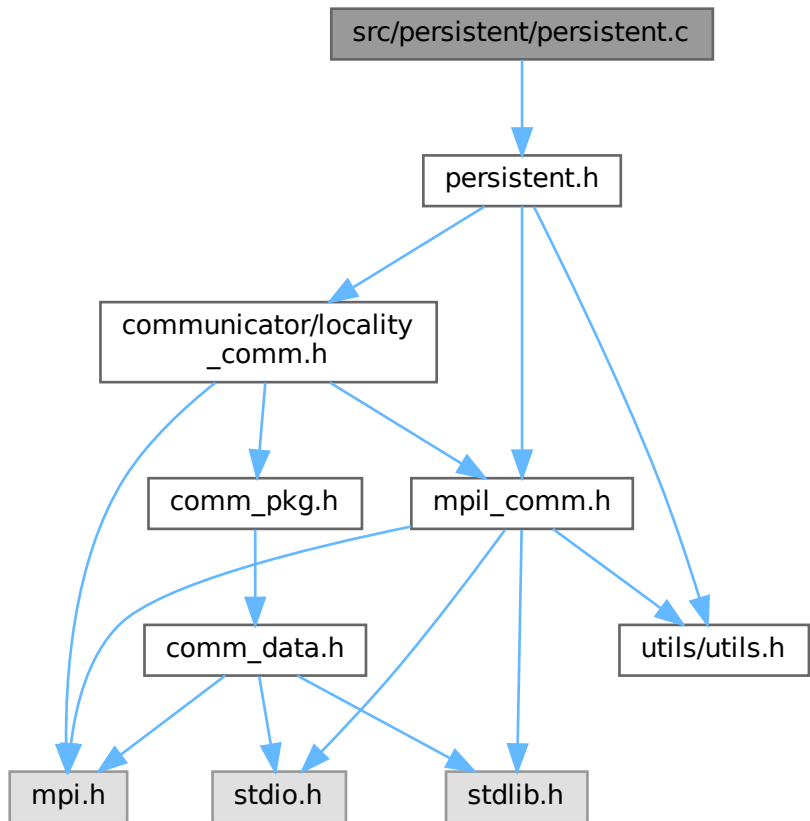 src/persistent/persistent.c
persistent.h
communicator/locality
_comm.h
comm_pkg.h
mpil_comm.h
comm_data.h
utils/utils.h
mpi.h
stdio.h
stdlib.h